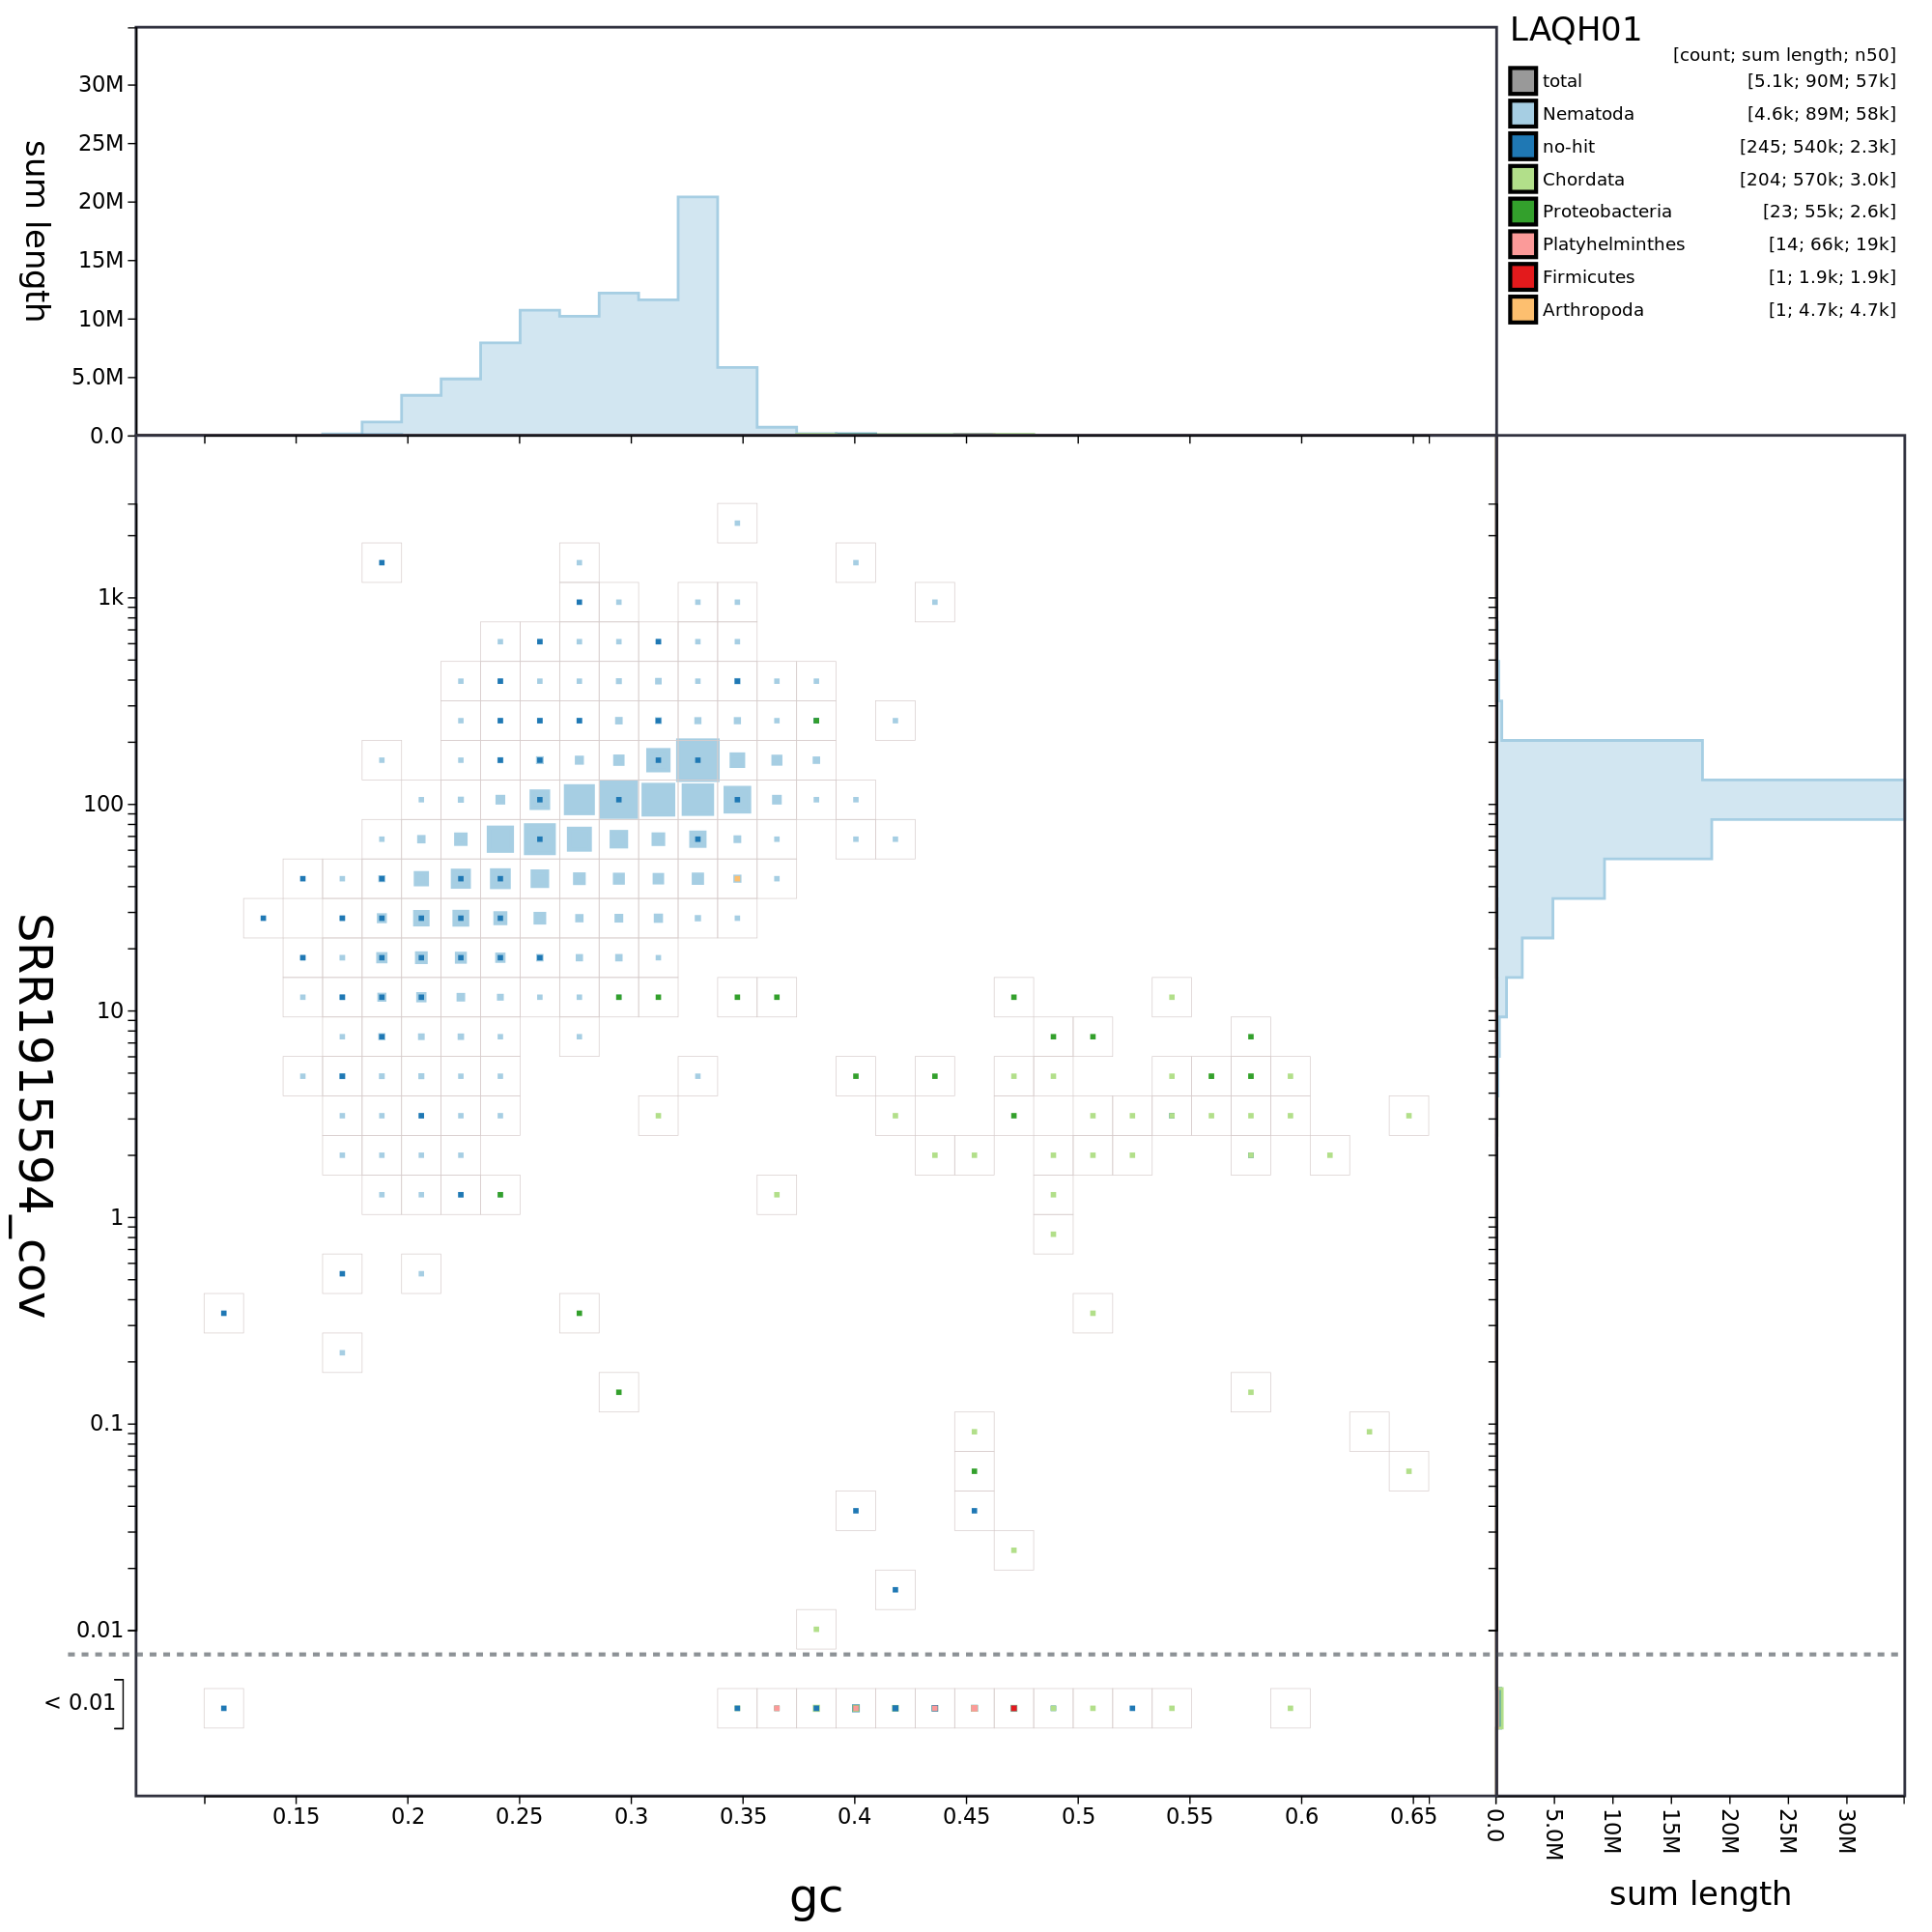 LAQH01
[count; sum length; n50]
total [5.1k; 90M; 57k]
Nematoda [4.6k; 89M; 58k]
no-hit [245; 540k; 2.3k]
Chordata [204; 570k; 3.0k]
Proteobacteria [23; 55k; 2.6k]
Platyhelminthes [14; 66k; 19k]
Firmicutes [1; 1.9k; 1.9k]
Arthropoda [1; 4.7k; 4.7k]
sum length
30M
25M
20M
15M
10M
5.0M
0.0
SRR1915594_cov
1k
100
10
1
0.1
0.01
< 0.01
0.15 0.2 0.25 0.3 0.35 0.4 0.45 0.5 0.55 0.6 0.65
gc
0.0 5.0M 10M 15M 20M 25M 30M
sum length